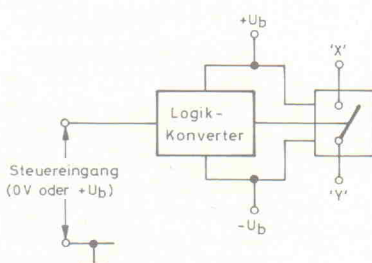 +Ub
'X'
Logik-
Konverter
Steuereingang
(0V oder +Ub)
'Y'
-Ub